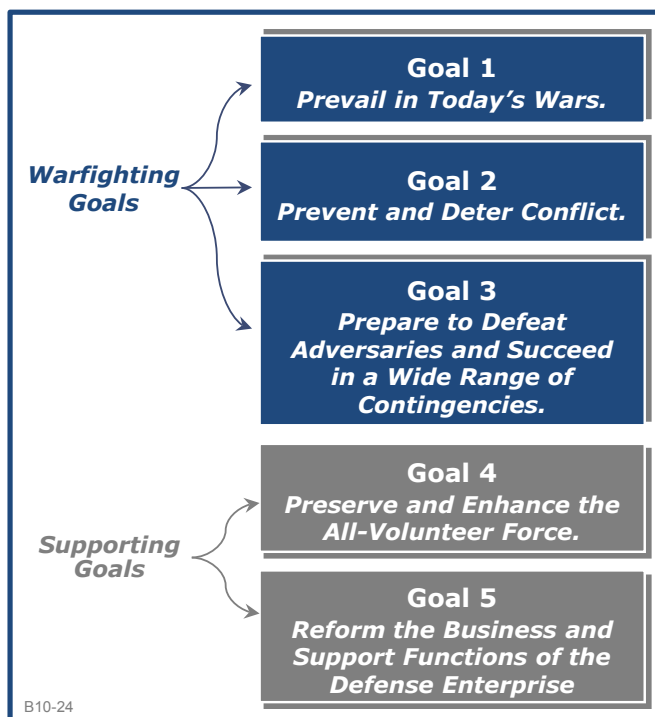 Warfighting
Goals
Goal 1
Prevail in Today's Wars.
Goal 2
Prevent and Deter Conflict.
Goal 3
Prepare to Defeat
Adversaries and Succeed
in a Wide Range of
Contingencies.
Supporting
Goals
Goal 4
Preserve and Enhance the
All-Volunteer Force.
Goal 5
Reform the Business and
Support Functions of the
Defense Enterprise
B10-24